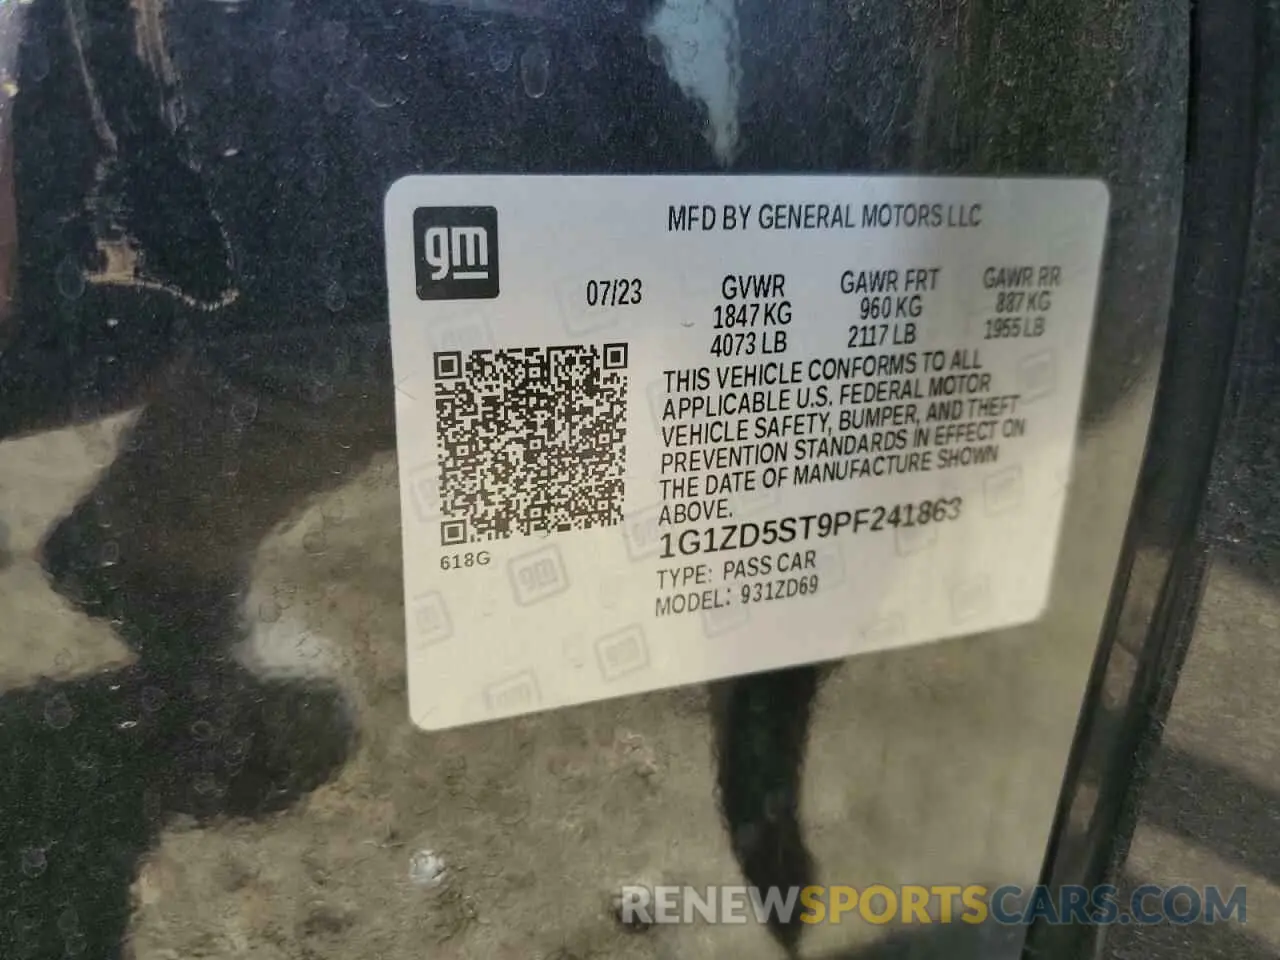 gm
MFD BY GENERAL MOTORS LLC
07/23
GVWR GAWR FRT GAWR RR
1847 KG 960 KG 887 KG
4073 LB 2117 LB 1955 LB
THIS VEHICLE CONFORMS TO ALL
APPLICABLE U.S. FEDERAL MOTOR
VEHICLE SAFETY, BUMPER, AND THEFT
PREVENTION STANDARDS IN EFFECT ON
THE DATE OF MANUFACTURE SHOWN
ABOVE.
1G1ZD5ST9PF241863
TYPE: PASS CAR
MODEL: 931ZD69
618G
RENEWSPORTSCARS.COM